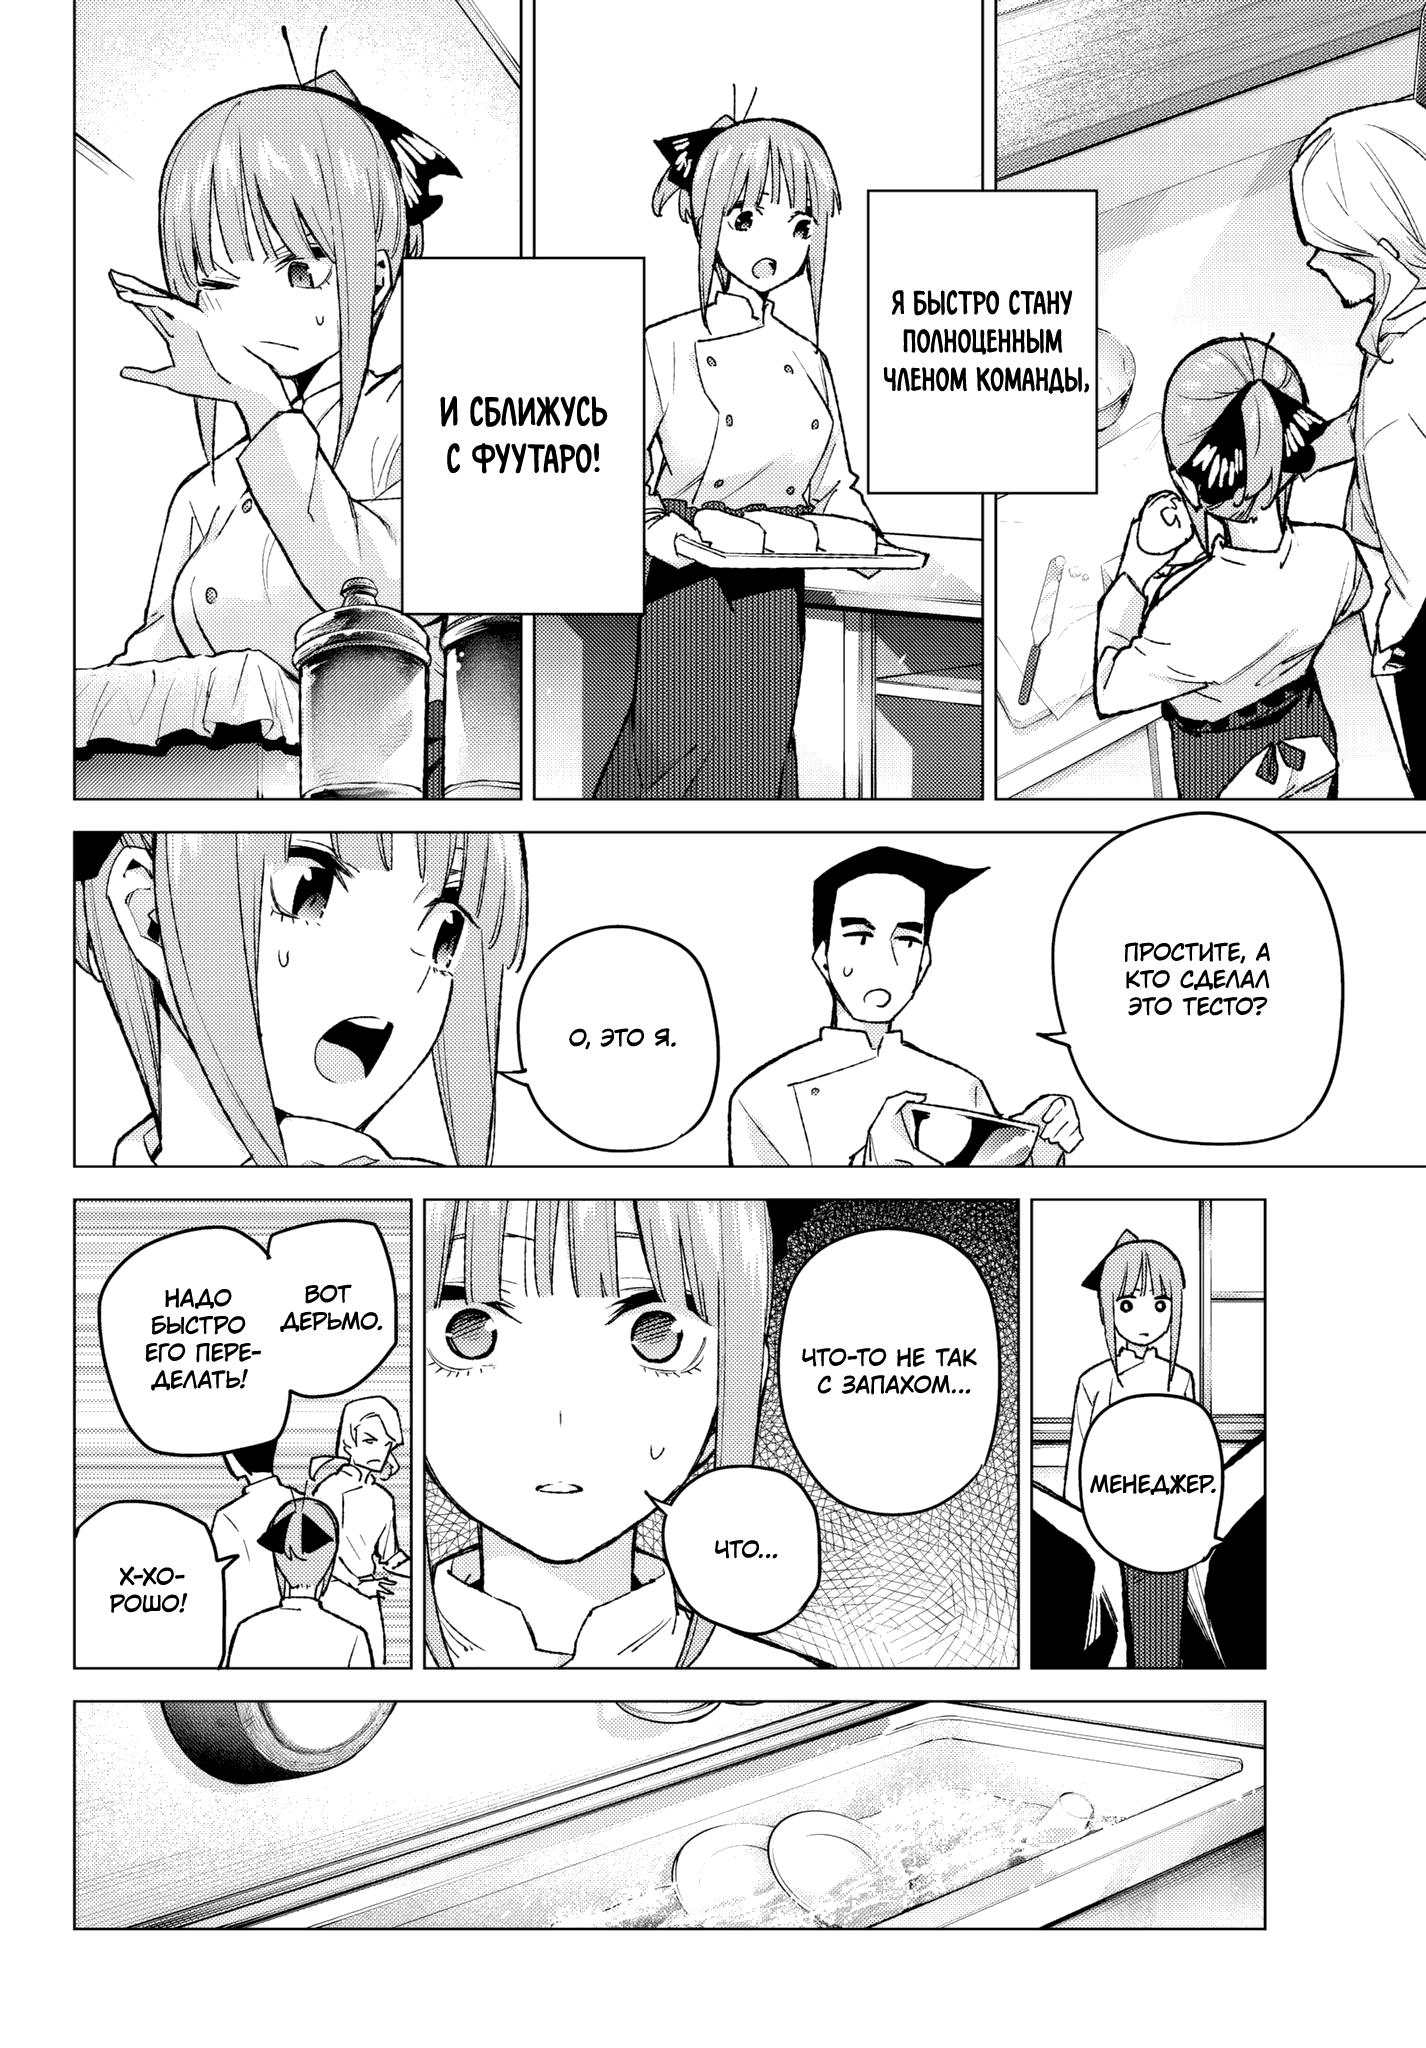 Я БЫСТРО СТАНУ
ПОЛНОЦЕННЫМ
ЧЛЕНОМ КОМАНДЫ,
И СБЛИЖУСЬ
С ФУУТАРО!
ПРОСТИТЕ, А
КТО СДЕЛАЛ
ЭТО ТЕСТО?
О, ЭТО Я.
МЕНЕДЖЕР.
ЧТО-ТО НЕ ТАК
С ЗАПАХОМ...
ЧТО...
ВОТ
ДЕРЬМО.
НАДО
БЫСТРО
ЕГО ПЕРЕ-
ДЕЛАТЬ!
Х-ХО-
РОШО!